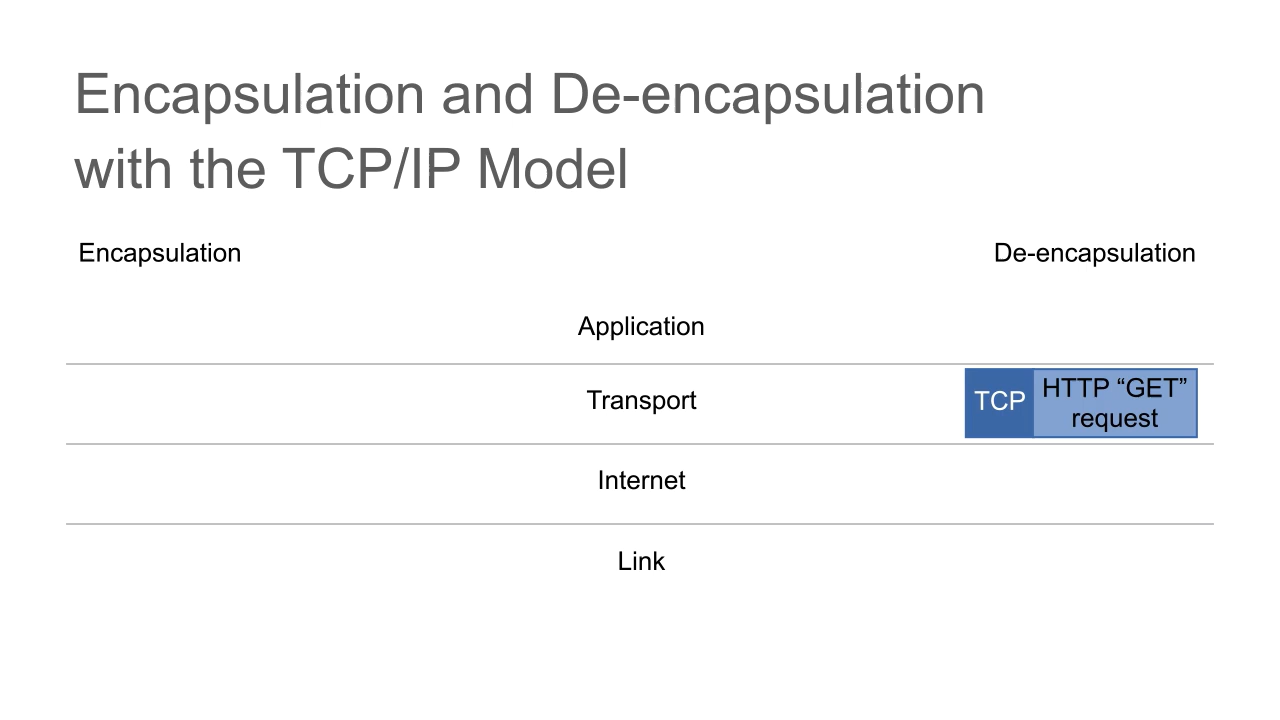 Encapsulation and De-encapsulation
with the TCP/IP Model
Encapsulation
De-encapsulation
Application
Transport
TCP
HTTP “GET”
request
Internet
Link